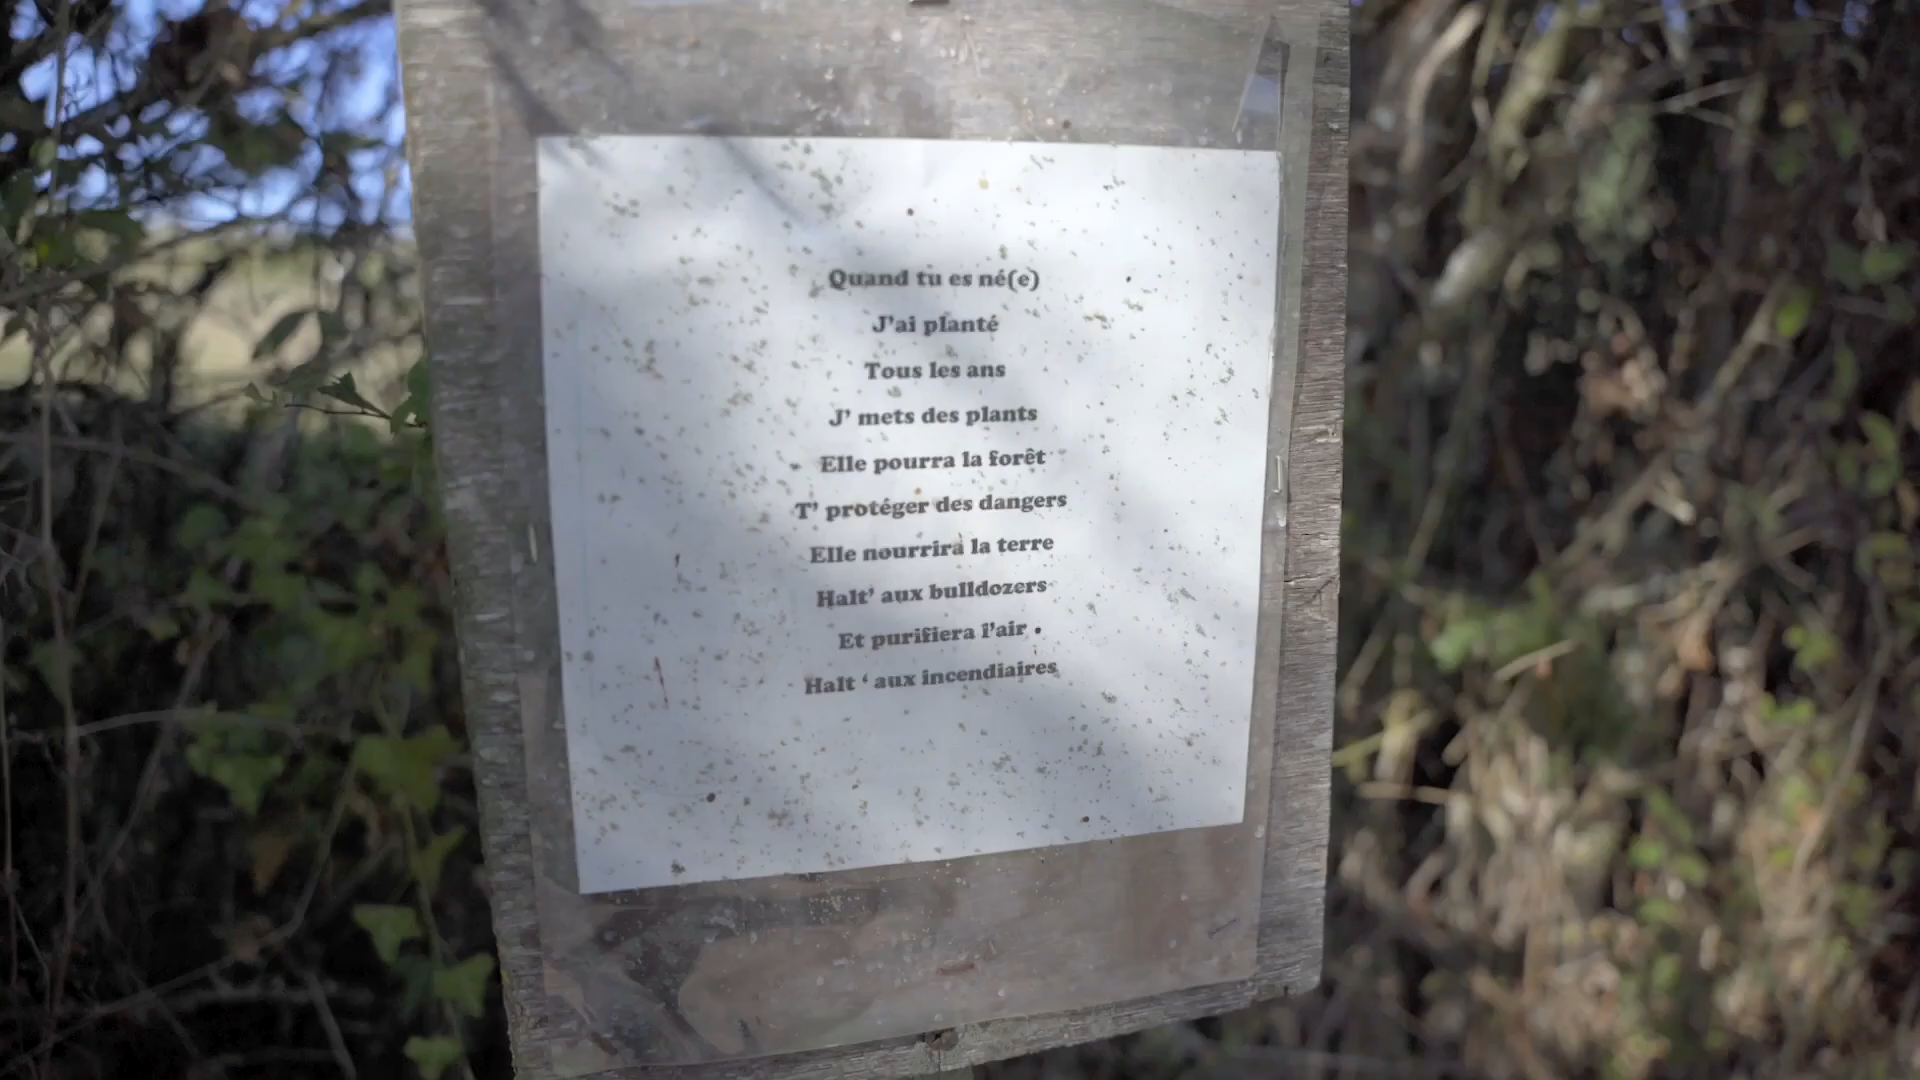 Quand tu es né(e)
J'ai planté
Tous les ans
J' mets des plants
Elle pourra la forêt
T' protéger des dangers
Elle nourrira la terre
Halt' aux bulldozers
Et purifiera l'air
Halt ‘ aux incendiaires